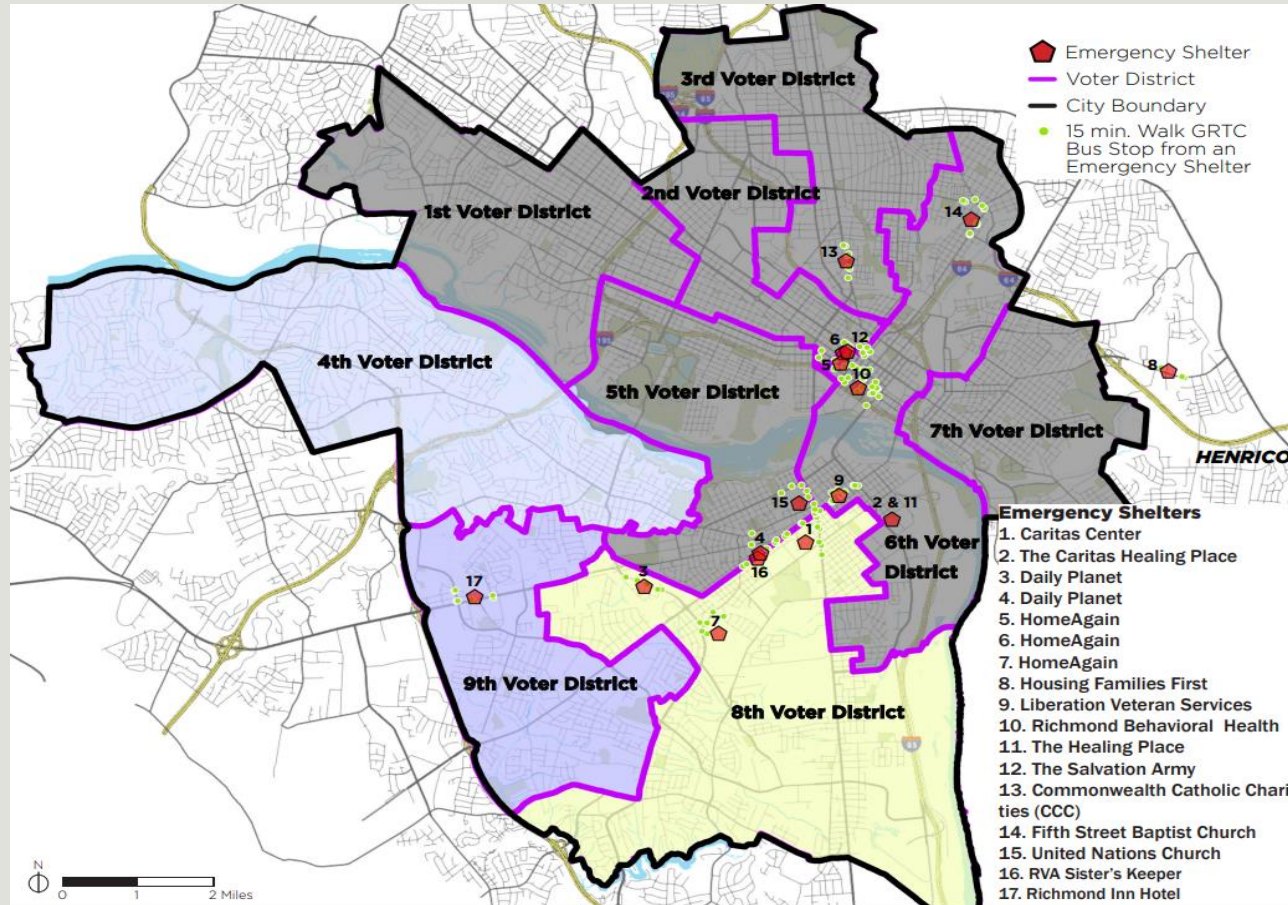 Emergency Shelter
Voter District
City Boundary
15 min. Walk GRTC
Bus Stop from an
Emergency Shelter
3rd Voter District
2nd Voter District
1st Voter District
14
13
4th Voter District
6
12
5
10
8
5th Voter District
7th Voter District
HENRICO
9
15
2 & 11
1
6th Voter
District
4
16
3
17
7
9th Voter District
8th Voter District
Emergency Shelters
1. Caritas Center
2. The Caritas Healing Place
3. Daily Planet
4. Daily Planet
5. HomeAgain
6. HomeAgain
7. HomeAgain
8. Housing Families First
9. Liberation Veteran Services
10. Richmond Behavioral Health
11. The Healing Place
12. The Salvation Army
13. Commonwealth Catholic Chari
ties (CCC)
14. Fifth Street Baptist Church
15. United Nations Church
16. RVA Sister's Keeper
17. Richmond Inn Hotel
N
0 1 2 Miles